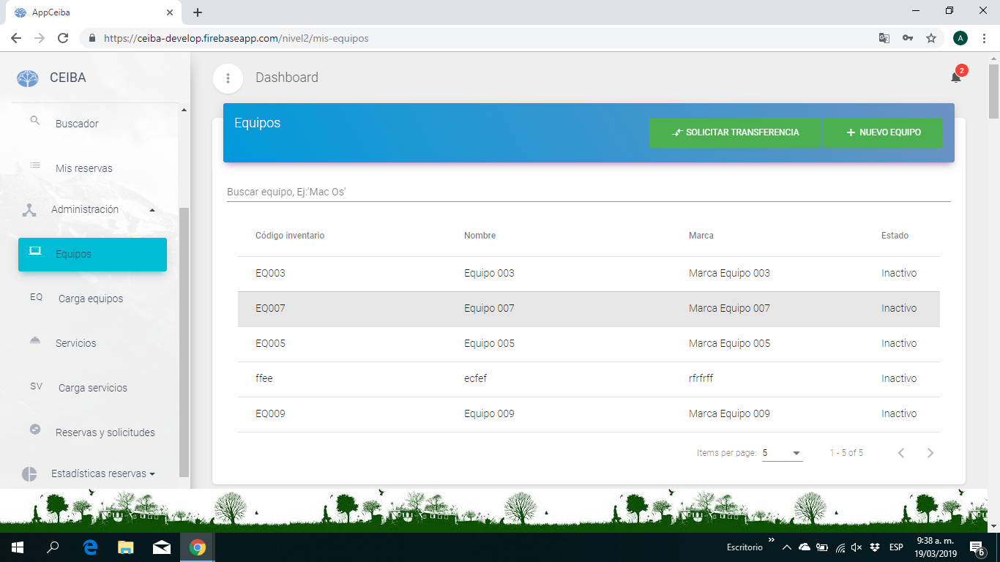 AppCeiba
https://ceiba-develop.firebaseapp.com/nivel2/mis-equipos
A
CEIBA
Buscador
Mis reservas
Administración
Equipos
EQ Carga equipos
Servicios
SV Carga servicios
Reservas y solicitudes
Estadísticas reservas
Dashboard
2
Equipos
SOLICITAR TRANSFERENCIA
NUEVO EQUIPO
Buscar equipo, Ej:'Mac Os'
Código inventario Nombre Marca Estado
EQ003 Equipo 003 Marca Equipo 003 Inactivo
EQ007 Equipo 007 Marca Equipo 007 Inactivo
EQ005 Equipo 005 Marca Equipo 005 Inactivo
ffee ecfef rfrfrff Inactivo
EQ009 Equipo 009 Marca Equipo 009 Inactivo
Items per page: 5 1 - 5 of 5
Escritorio
ESP
9:38 a. m.
19/03/2019
6